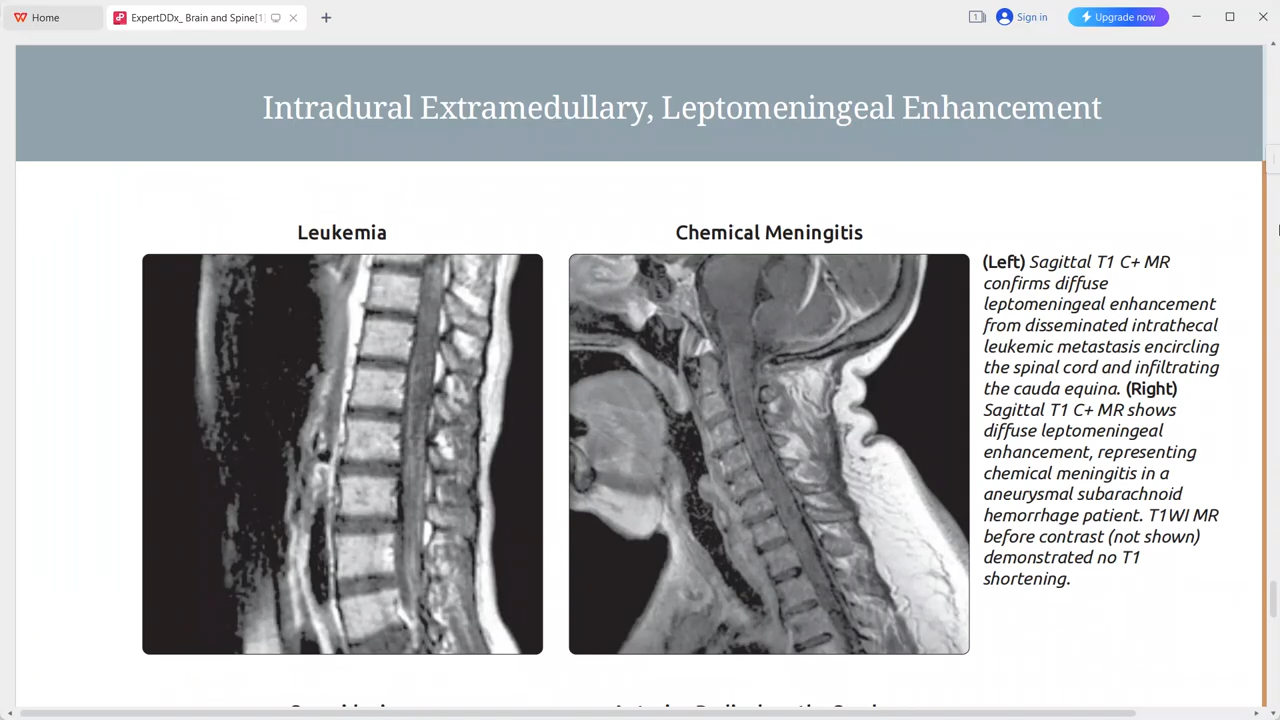 Home
ExpertDDx_ Brain and Spine[1]
1
Sign in
Upgrade now
Intradural Extramedullary, Leptomeningeal Enhancement
Leukemia
Chemical Meningitis
(Left) Sagittal T1 C+ MR
confirms diffuse
leptomeningeal enhancement
from disseminated intrathecal
leukemic metastasis encircling
the spinal cord and infiltrating
the cauda equina. (Right)
Sagittal T1 C+ MR shows
diffuse leptomeningeal
enhancement, representing
chemical meningitis in a
aneurysmal subarachnoid
hemorrhage patient. T1WI MR
before contrast (not shown)
demonstrated no T1
shortening.